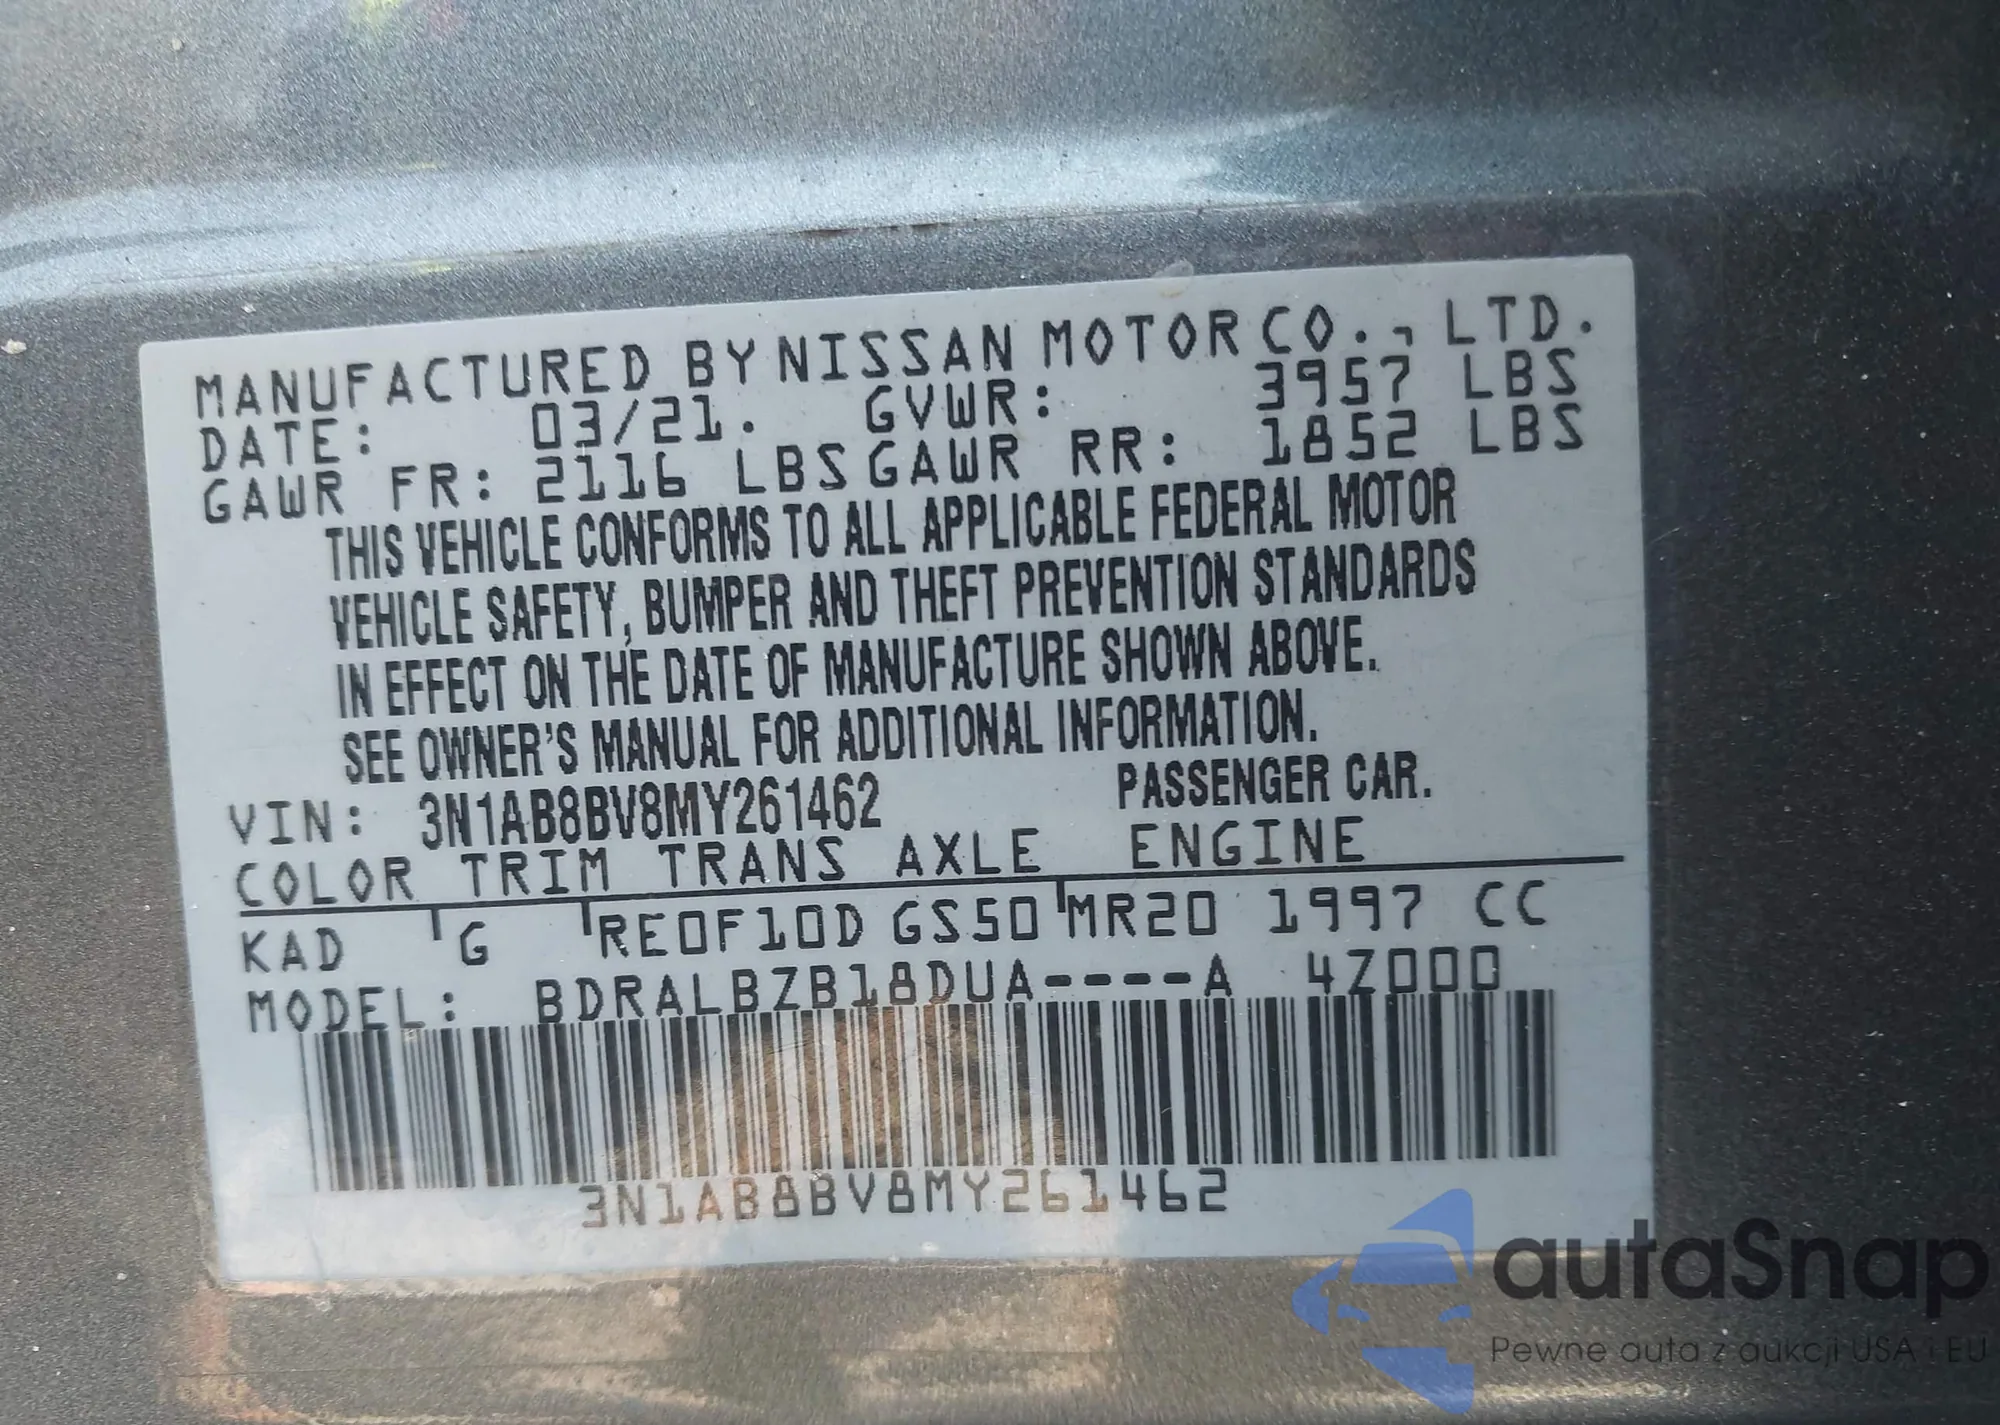 MANUFACTURED BY NISSAN MOTOR CO., LTD.
DATE: 03/21. GVWR: 3957 LBS
GAWR FR: 2116 LBS GAWR RR: 1852 LBS
THIS VEHICLE CONFORMS TO ALL APPLICABLE FEDERAL MOTOR
VEHICLE SAFETY, BUMPER AND THEFT PREVENTION STANDARDS
IN EFFECT ON THE DATE OF MANUFACTURE SHOWN ABOVE.
SEE OWNER'S MANUAL FOR ADDITIONAL INFORMATION.
VIN: 3N1AB8BV8MY261462 PASSENGER CAR.
COLOR TRIM TRANS AXLE ENGINE
KAD G RE0F10D GS50 MR20 1997 CC
MODEL: BDRALBZB18DUA----A 4Z000
3N1AB8BV8MY261462
autaSnap
Pewne auta z aukcji USA i EU